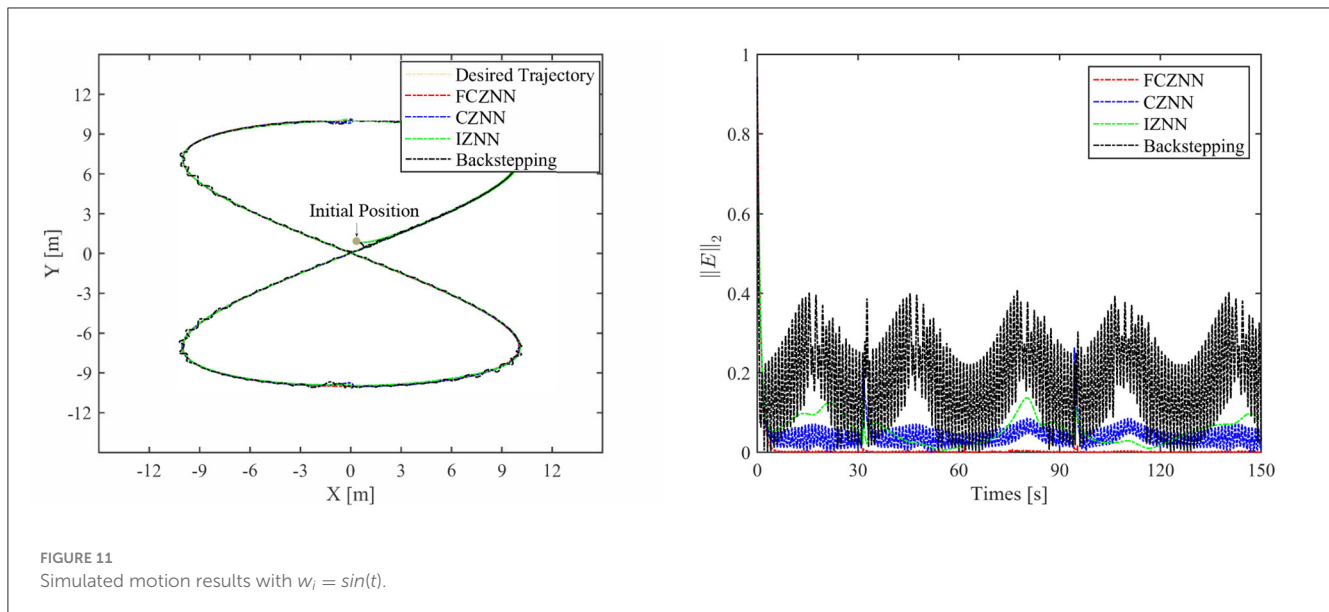 12
9
6
3
0
-3
-6
-9
-12
Y [m]
-12 -9 -6 -3 0 3 6 9 12
X [m]
Desired Trajectory
FCZNN
CZNN
IZNN
Backstepping
Initial Position
1
0.8
0.6
0.4
0.2
0
||E||₂
0 30 60 90 120 150
Times [s]
FCZNN
CZNN
IZNN
Backstepping
FIGURE 11
Simulated motion results with wᵢ = sin(t).